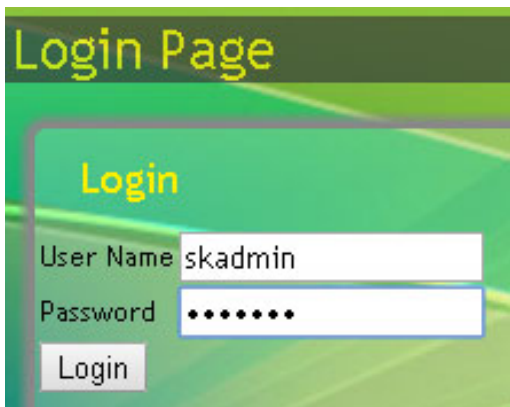 Login Page
Login
User Name skadmin
Password •••••••
Login